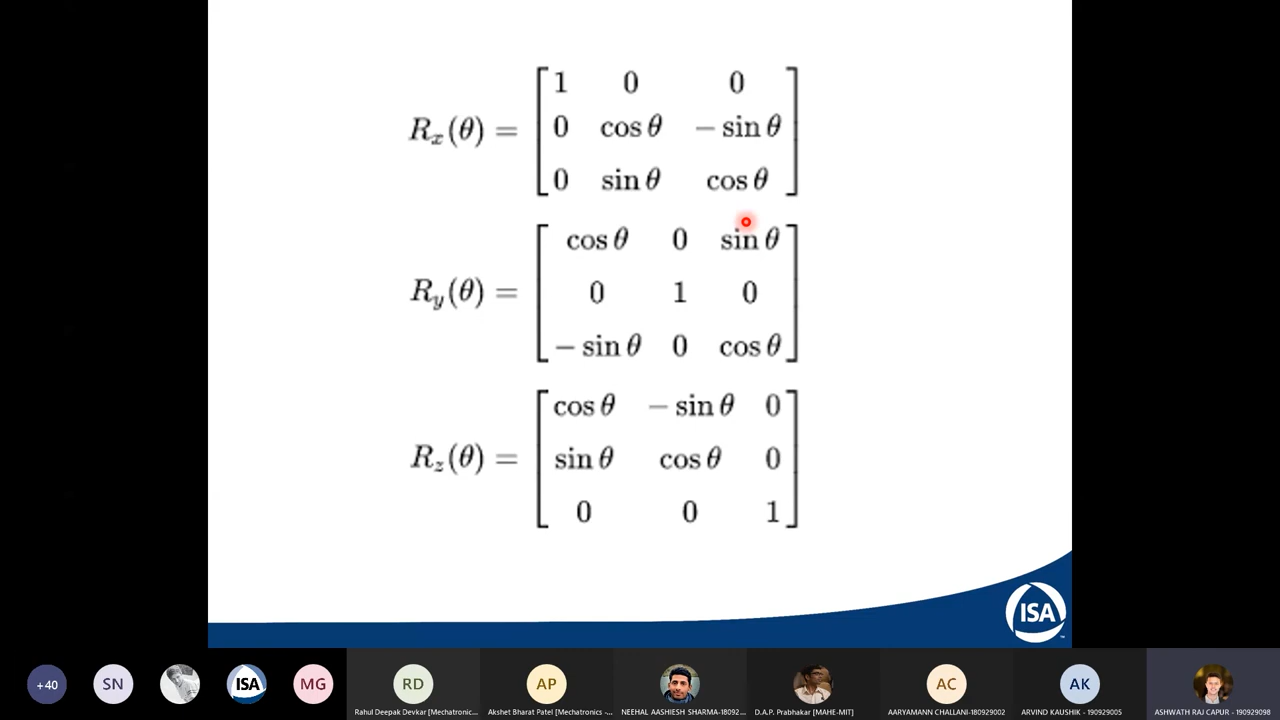 1 0 0
Rₓ(θ) = 0 cos θ − sin θ
0 sin θ cos θ
cos θ 0 sin θ
R_y(θ) = 0 1 0
− sin θ 0 cos θ
cos θ − sin θ 0
R_z(θ) = sin θ cos θ 0
0 0 1
ISA
+40 SN ISA MG RD AP AC AK
Rahul Deepak Devkar [Mechatronic... Akshet Bharat Patel [Mechatronics -... NEEHAL AASHIESH SHARMA-18092... D.A.P. Prabhakar [MAHE-MIT] AARYAMANN CHALLANI-180929002 ARVIND KAUSHIK - 190929005 ASHWATH RAJ CAPUR - 190929098